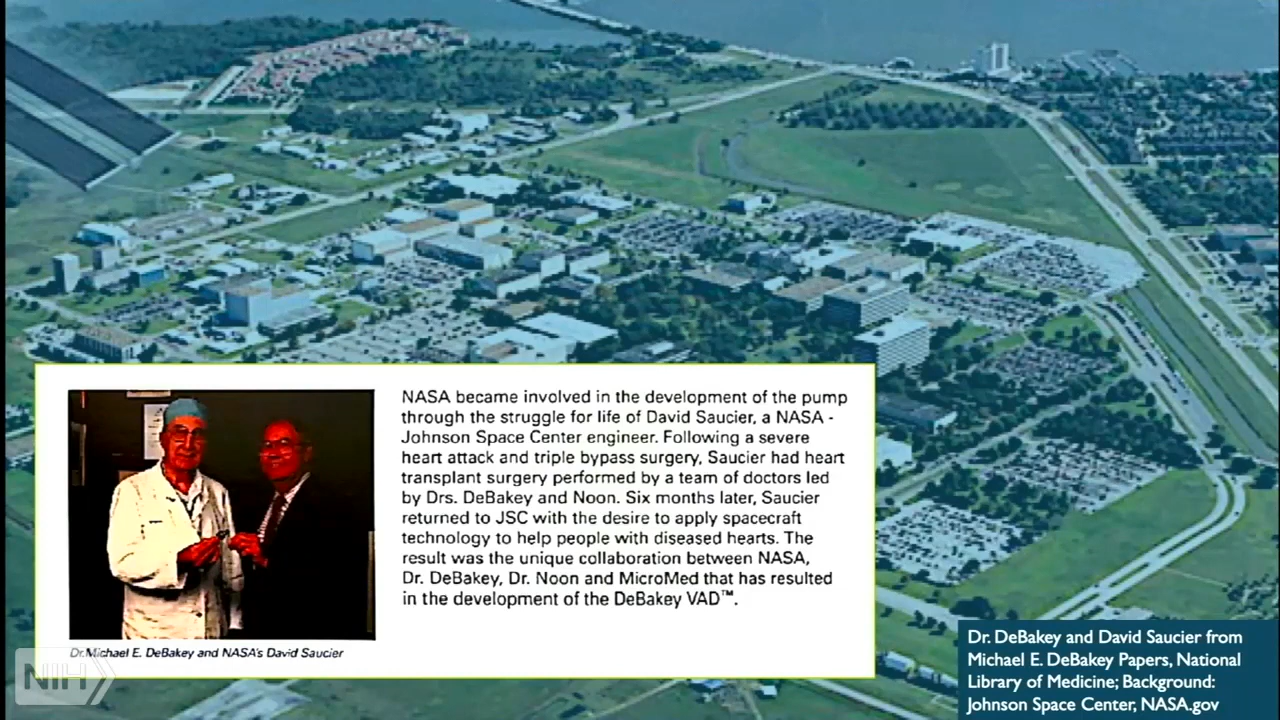 NASA became involved in the development of the pump
through the struggle for life of David Saucier, a NASA -
Johnson Space Center engineer. Following a severe
heart attack and triple bypass surgery, Saucier had heart
transplant surgery performed by a team of doctors led
by Drs. DeBakey and Noon. Six months later, Saucier
returned to JSC with the desire to apply spacecraft
technology to help people with diseased hearts. The
result was the unique collaboration between NASA,
Dr. DeBakey, Dr. Noon and MicroMed that has resulted
in the development of the DeBakey VAD™.
Dr. Michael E. DeBakey and NASA's David Saucier
NIH
Dr. DeBakey and David Saucier from
Michael E. DeBakey Papers, National
Library of Medicine; Background:
Johnson Space Center, NASA.gov